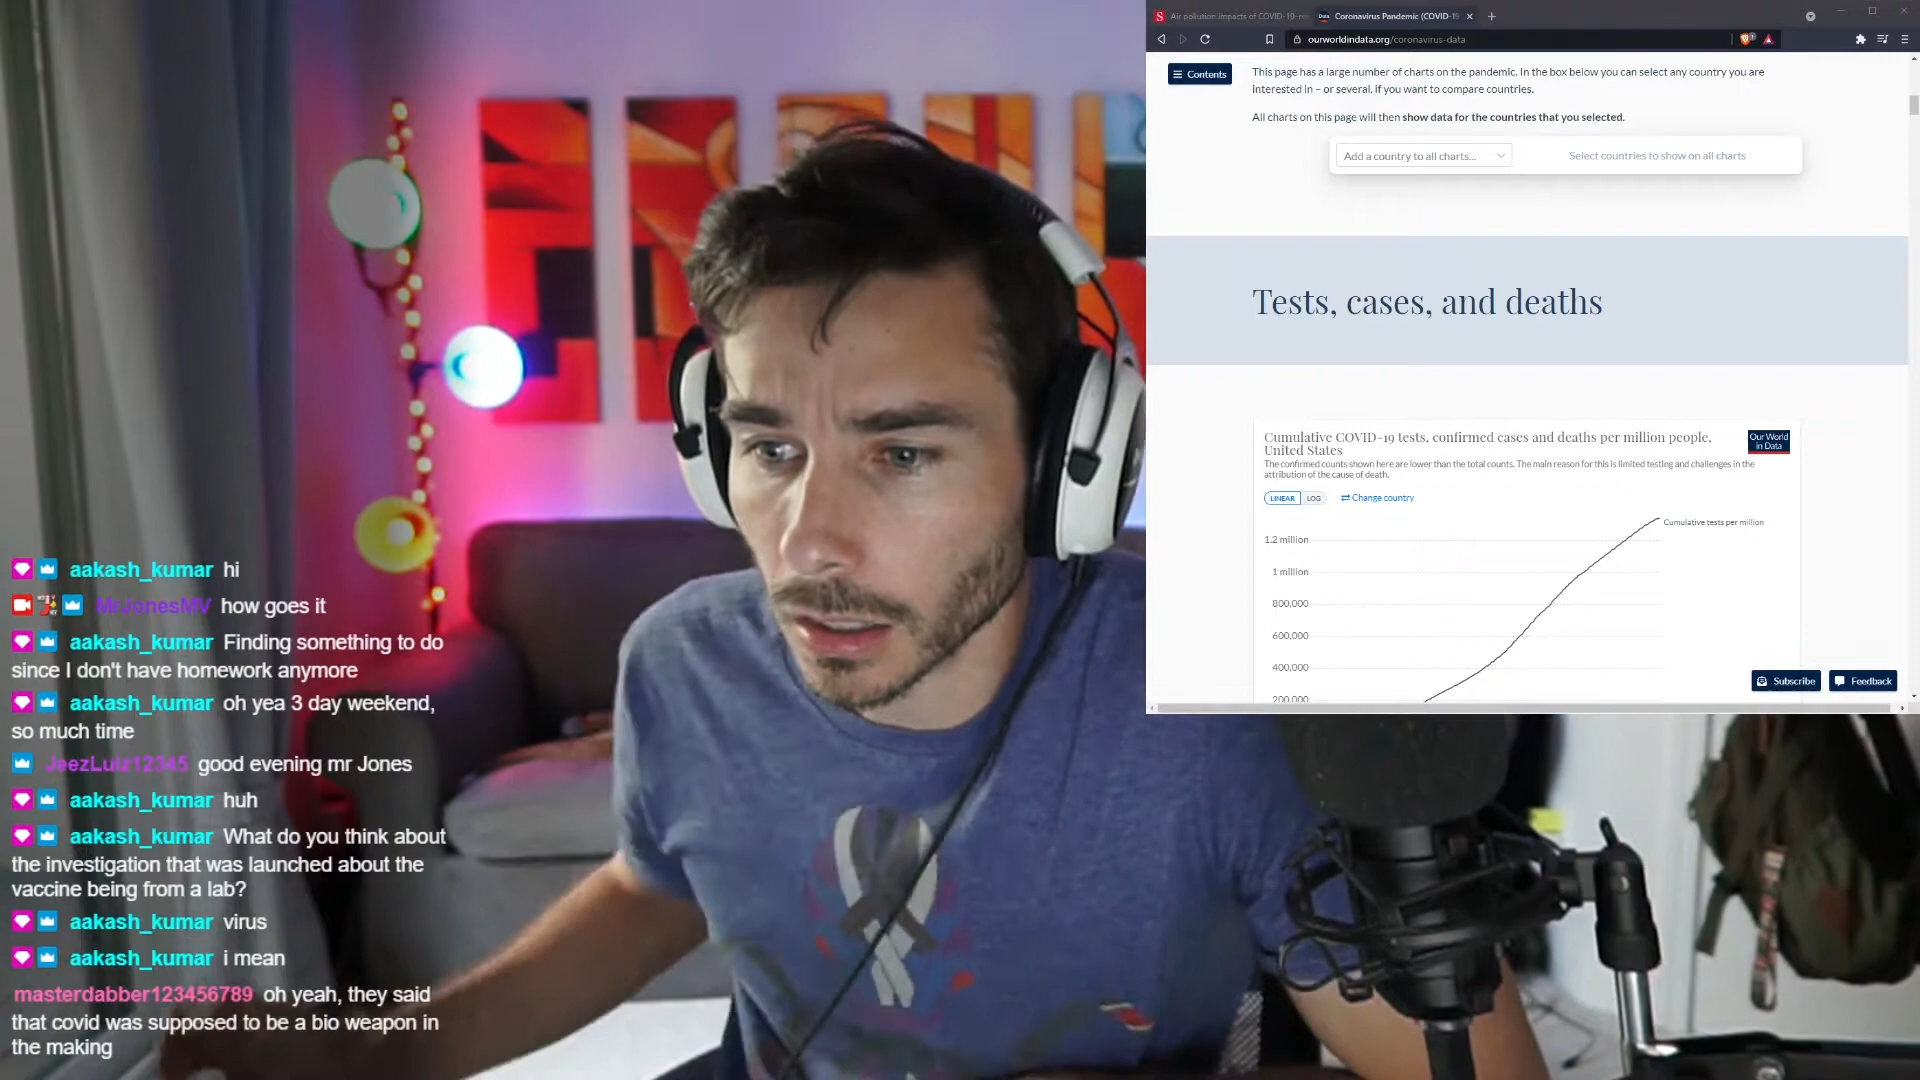 Air pollution impacts of COVID-19-re
Coronavirus Pandemic (COVID-19
ourworldindata.org/coronavirus-data
Contents
This page has a large number of charts on the pandemic. In the box below you can select any country you are
interested in – or several, if you want to compare countries.
All charts on this page will then show data for the countries that you selected.
Add a country to all charts...
Select countries to show on all charts
Tests, cases, and deaths
Cumulative COVID-19 tests, confirmed cases and deaths per million people,
United States
Our World
in Data
The confirmed counts shown here are lower than the total counts. The main reason for this is limited testing and challenges in the
attribution of the cause of death.
LINEAR LOG
Change country
Cumulative tests per million
1.2 million
1 million
800,000
600,000
400,000
200,000
Subscribe
Feedback
aakash_kumar hi
MrJonesMV how goes it
aakash_kumar Finding something to do
since I don't have homework anymore
aakash_kumar oh yea 3 day weekend,
so much time
JeezLuiz12345 good evening mr Jones
aakash_kumar huh
aakash_kumar What do you think about
the investigation that was launched about the
vaccine being from a lab?
aakash_kumar virus
aakash_kumar i mean
masterdabber123456789 oh yeah, they said
that covid was supposed to be a bio weapon in
the making